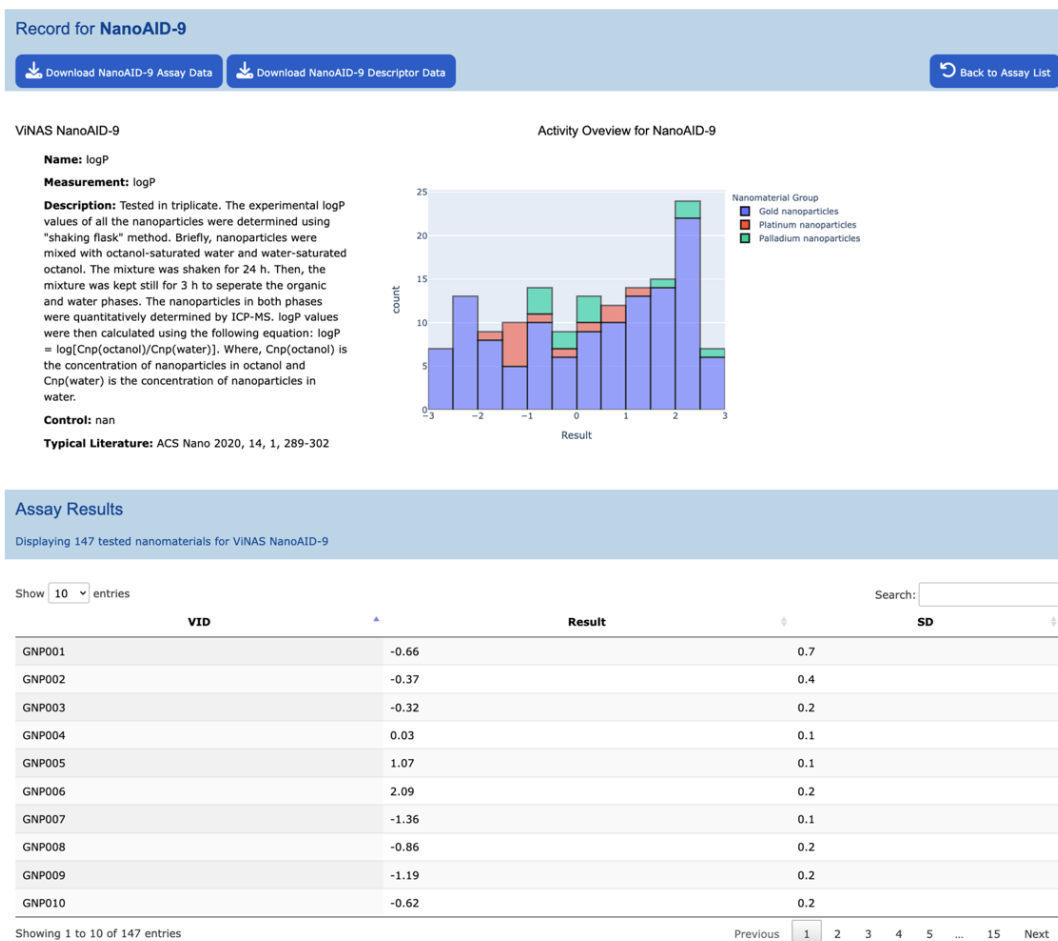 Record for NanoAID-9
Download NanoAID-9 Assay Data
Download NanoAID-9 Descriptor Data
Back to Assay List
ViNAS NanoAID-9
Name: logP
Measurement: logP
Description: Tested in triplicate. The experimental logP
values of all the nanoparticles were determined using
"shaking flask" method. Briefly, nanoparticles were
mixed with octanol-saturated water and water-saturated
octanol. The mixture was shaken for 24 h. Then, the
mixture was kept still for 3 h to seperate the organic
and water phases. The nanoparticles in both phases
were quantitatively determined by ICP-MS. logP values
were then calculated using the following equation: logP
= log[Cnp(octanol)/Cnp(water)]. Where, Cnp(octanol) is
the concentration of nanoparticles in octanol and
Cnp(water) is the concentration of nanoparticles in
water.
Control: nan
Typical Literature: ACS Nano 2020, 14, 1, 289-302
Activity Oveview for NanoAID-9
25
20
15
10
5
0
count
−3 −2 −1 0 1 2 3
Result
Nanomaterial Group
Gold nanoparticles
Platinum nanoparticles
Palladium nanoparticles
Assay Results
Displaying 147 tested nanomaterials for ViNAS NanoAID-9
Show 10 entries
Search:
VID Result SD
GNP001 -0.66 0.7
GNP002 -0.37 0.4
GNP003 -0.32 0.2
GNP004 0.03 0.1
GNP005 1.07 0.1
GNP006 2.09 0.2
GNP007 -1.36 0.1
GNP008 -0.86 0.2
GNP009 -1.19 0.2
GNP010 -0.62 0.2
Showing 1 to 10 of 147 entries
Previous 1 2 3 4 5 ... 15 Next